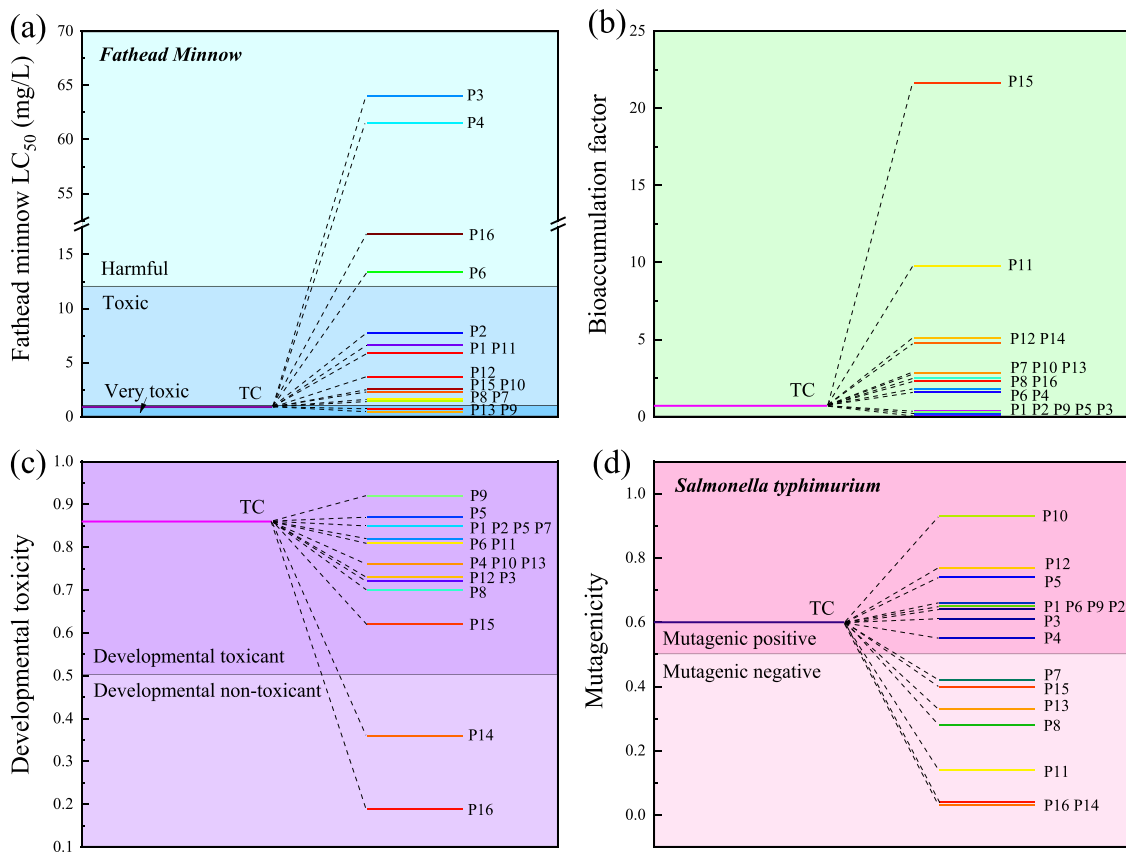 (a)
Fathead Minnow
Fathead minnow LC50 (mg/L)
70
65
60
55
15
10
5
0
Harmful
Toxic
Very toxic
TC
P3
P4
P16
P6
P2
P1 P11
P12
P15 P10
P8 P7
P13 P9
(b)
Bioaccumulation factor
25
20
15
10
5
0
TC
P15
P11
P12 P14
P7 P10 P13
P8 P16
P6 P4
P1 P2 P9 P5 P3
(c)
Developmental toxicity
1.0
0.9
0.8
0.7
0.6
0.5
0.4
0.3
0.2
0.1
TC
Developmental toxicant
Developmental non-toxicant
P9
P5
P1 P2 P5 P7
P6 P11
P4 P10 P13
P12 P3
P8
P15
P14
P16
(d)
Salmonella typhimurium
Mutagenicity
1.0
0.8
0.6
0.4
0.2
0.0
TC
Mutagenic positive
Mutagenic negative
P10
P12
P5
P1 P6 P9 P2
P3
P4
P7
P15
P13
P8
P11
P16 P14